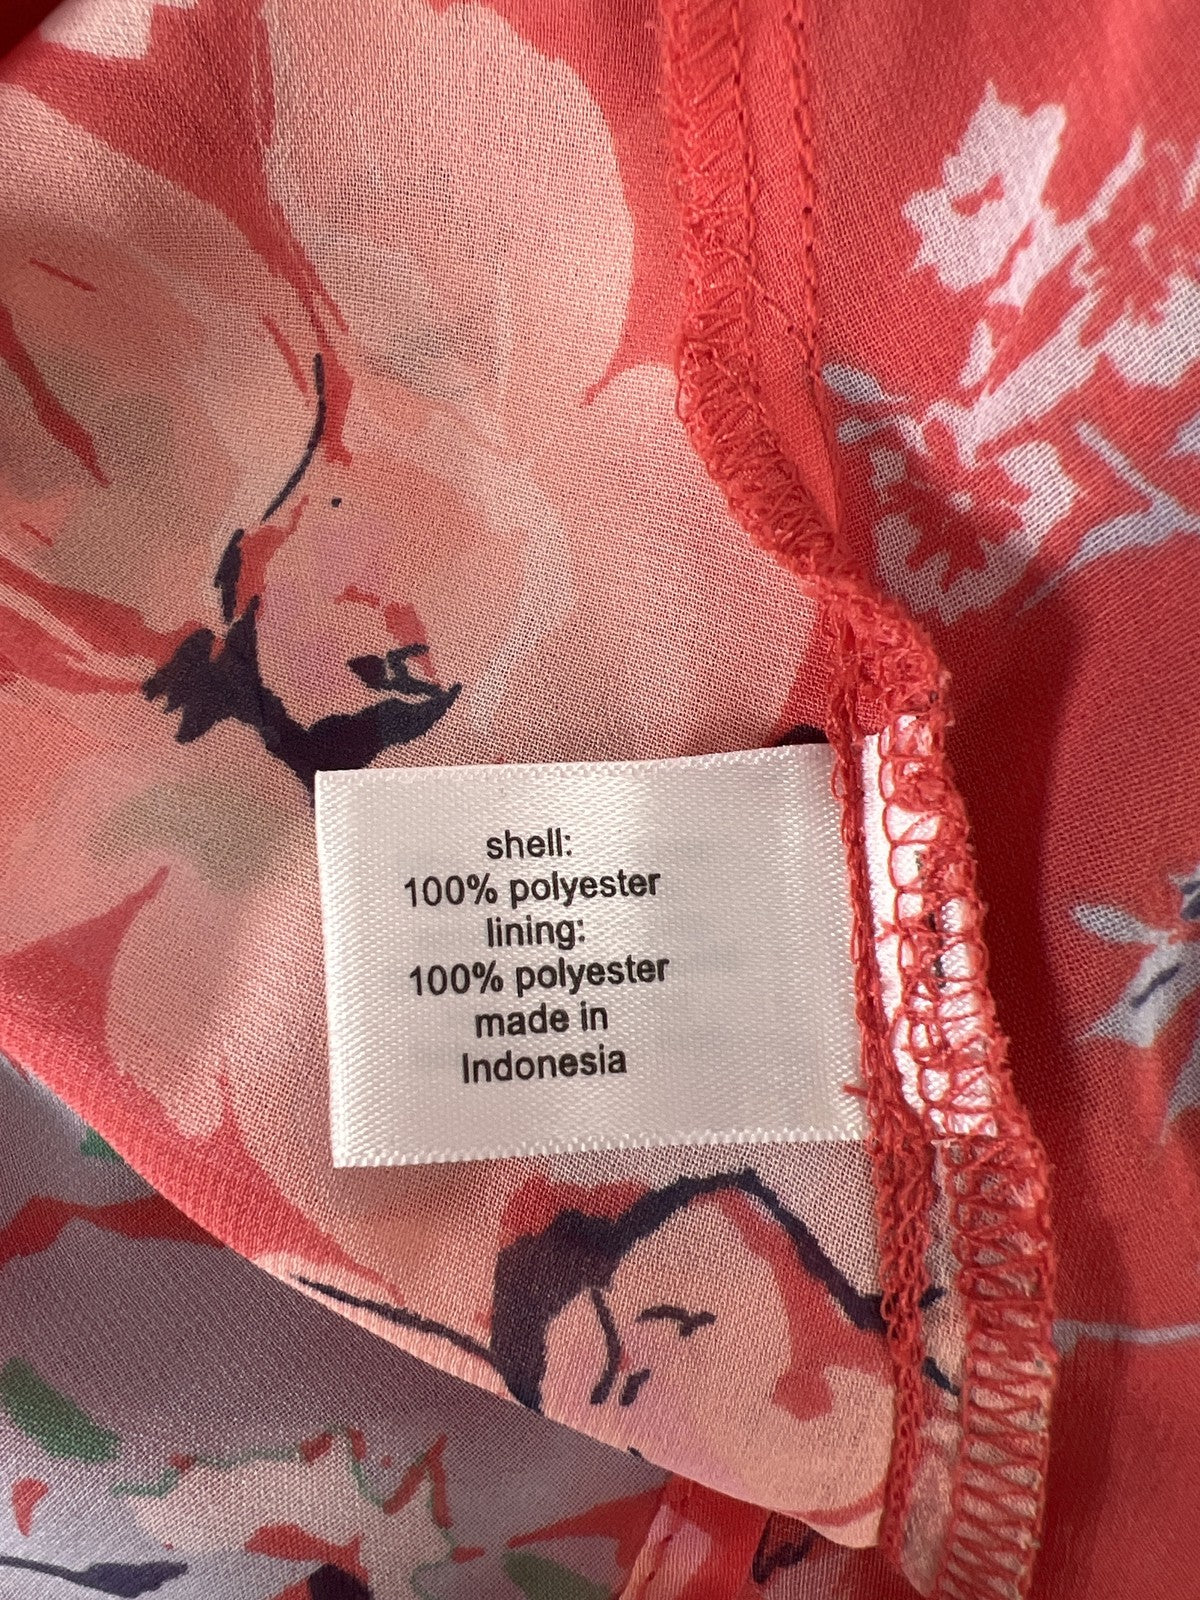 shell:
100% polyester
lining:
100% polyester
made in
Indonesia